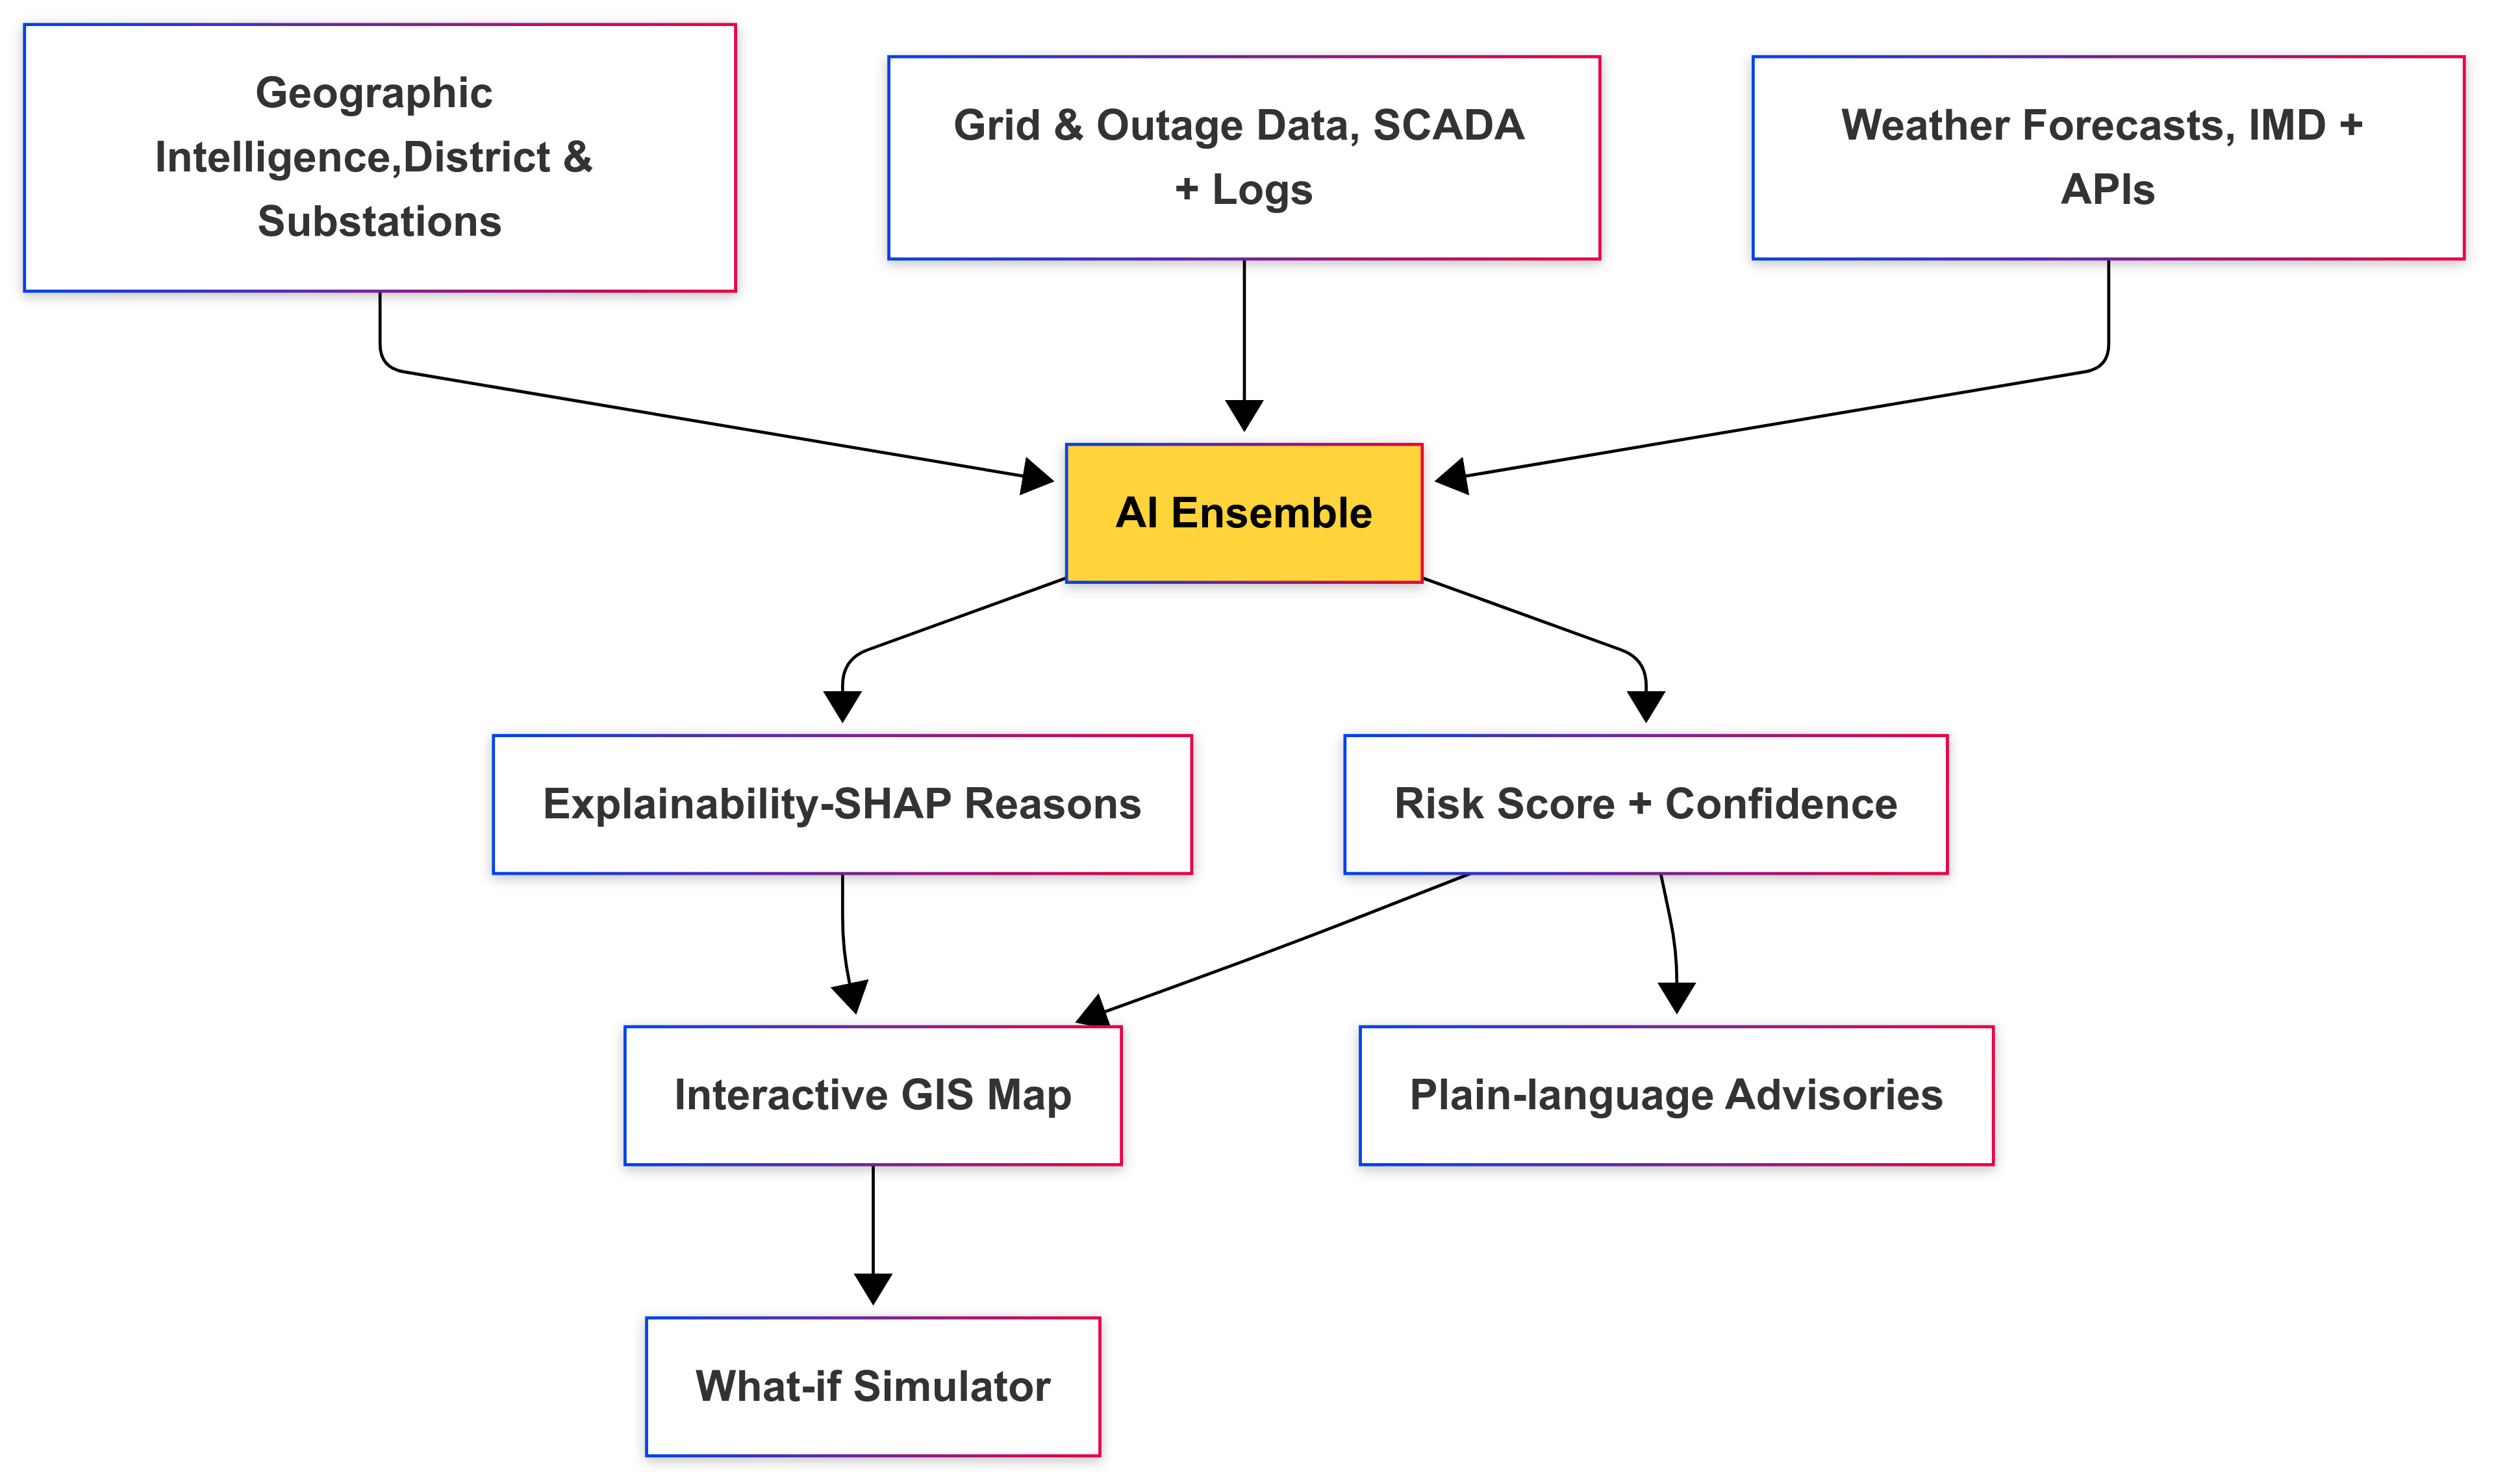 Geographic
Intelligence,District &
Substations
Grid & Outage Data, SCADA
+ Logs
Weather Forecasts, IMD +
APIs
AI Ensemble
Explainability-SHAP Reasons
Risk Score + Confidence
Interactive GIS Map
Plain-language Advisories
What-if Simulator